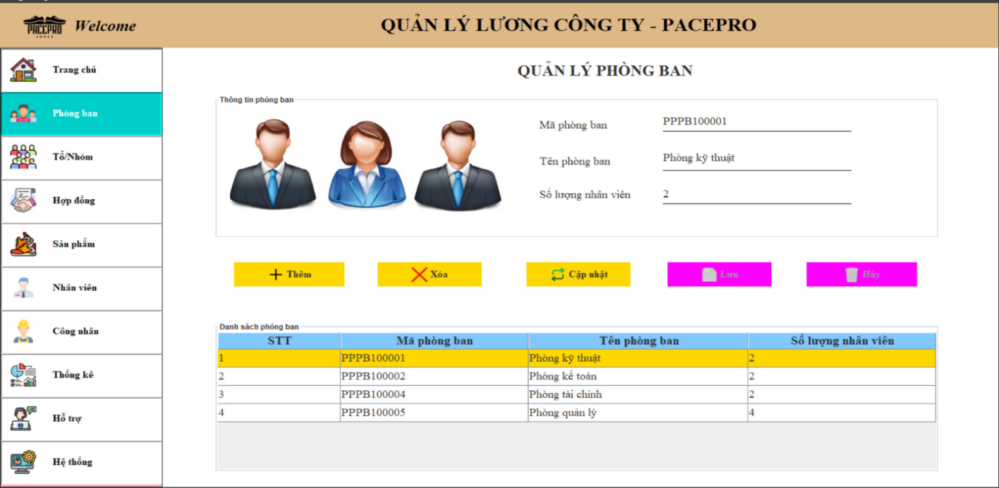 PACEPRO
SHOES
Welcome
QUẢN LÝ LƯƠNG CÔNG TY - PACEPRO
Trang chủ
Phòng ban
Tổ/Nhóm
Hợp đồng
Sản phẩm
Nhân viên
Công nhân
Thống kê
Hỗ trợ
Hệ thống
QUẢN LÝ PHÒNG BAN
Thông tin phòng ban
Mã phòng ban PPPB100001
Tên phòng ban Phòng kỹ thuật
Số lượng nhân viên 2
Thêm Xóa Cập nhật Lưu Hủy
Danh sách phòng ban
STT Mã phòng ban Tên phòng ban Số lượng nhân viên
1 PPPB100001 Phòng kỹ thuật 2
2 PPPB100002 Phòng kế toán 2
3 PPPB100004 Phòng tài chính 2
4 PPPB100005 Phòng quản lý 4